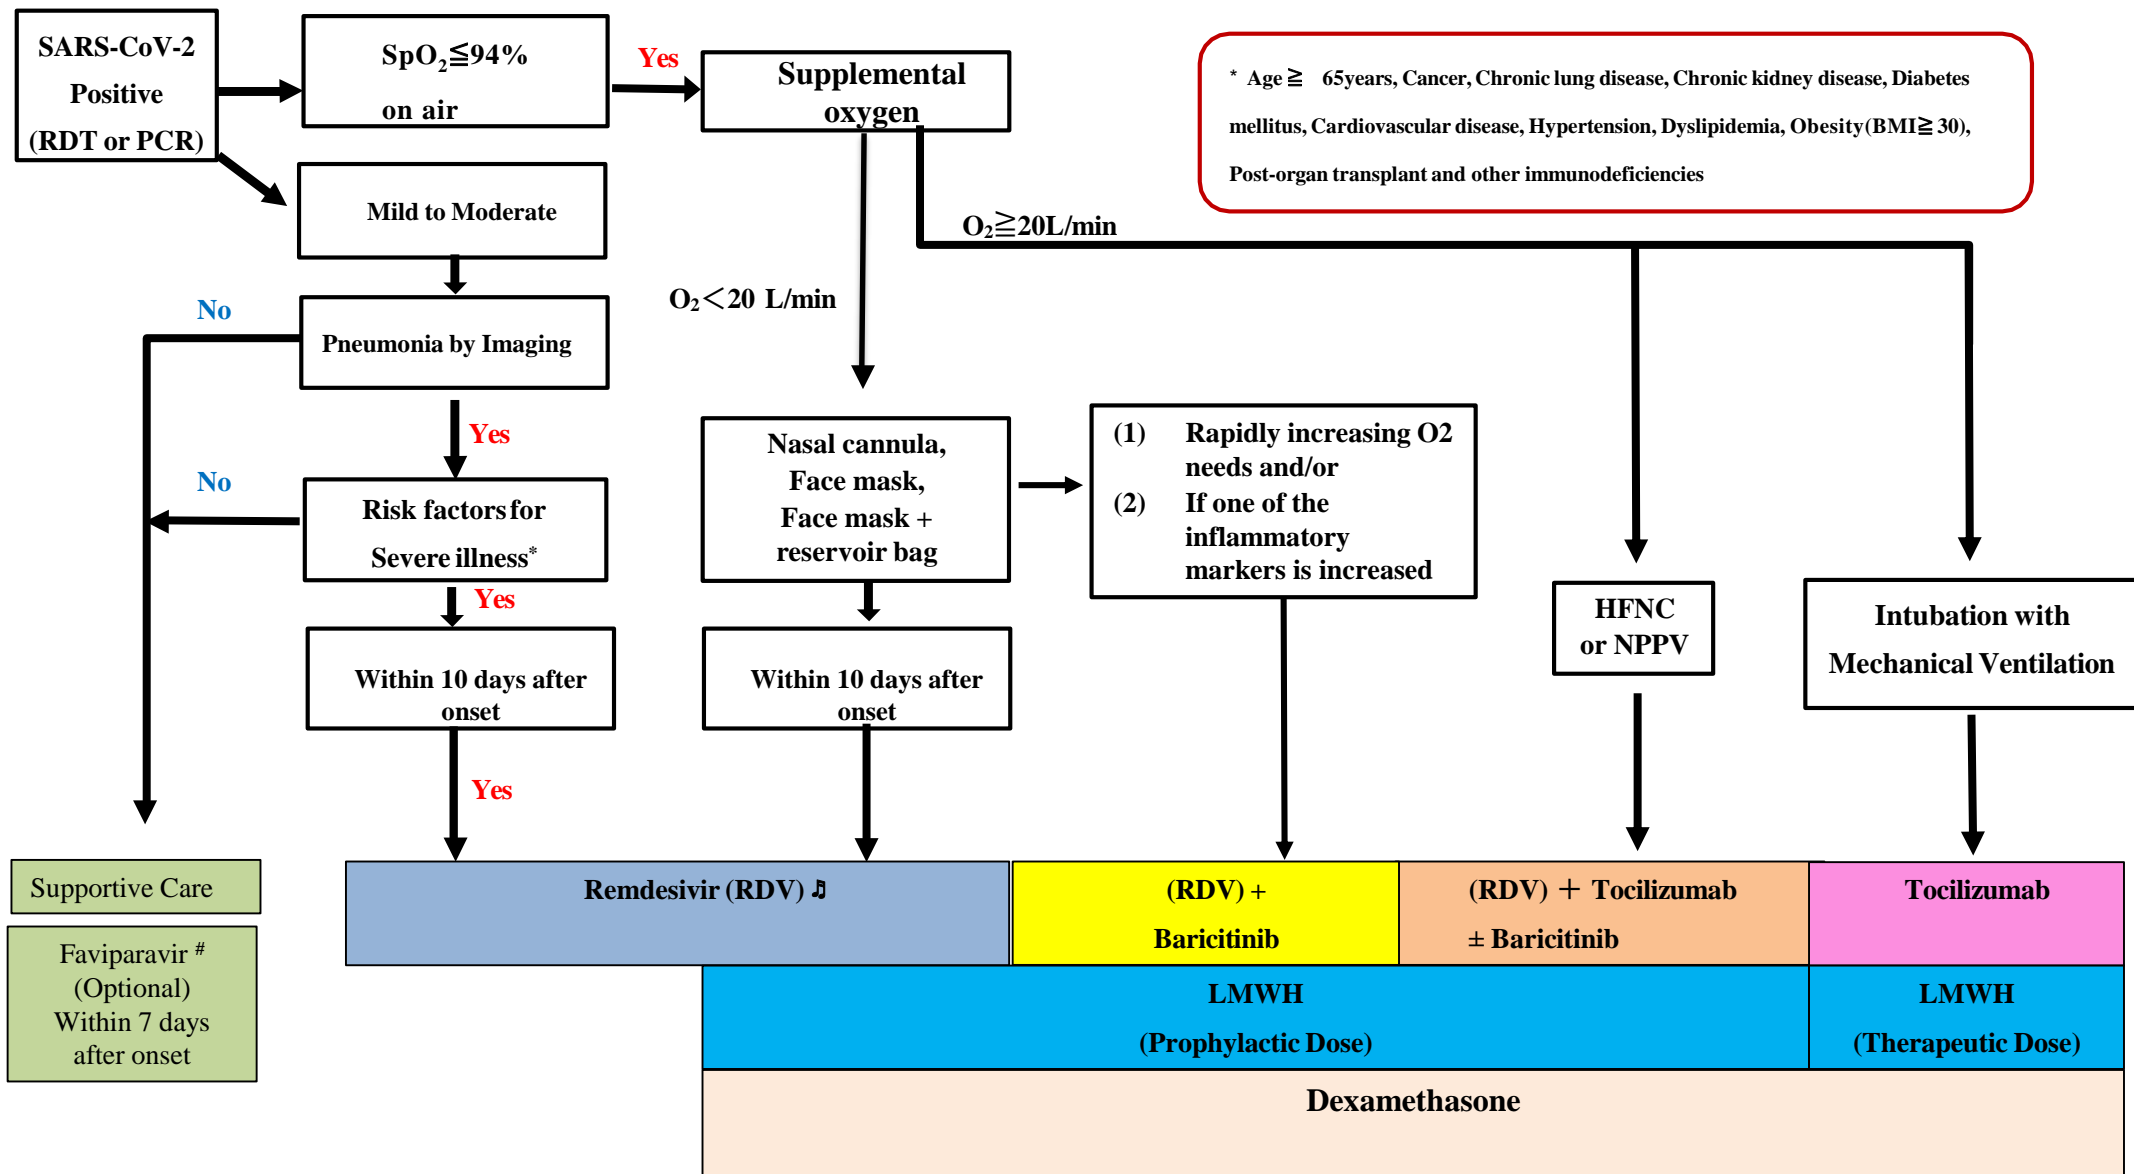 SARS-CoV-2
Positive
(RDT or PCR)
SpO₂≦94%
on air
Yes
Supplemental
oxygen
* Age ≧ 65years, Cancer, Chronic lung disease, Chronic kidney disease, Diabetes
mellitus, Cardiovascular disease, Hypertension, Dyslipidemia, Obesity(BMI≧30),
Post-organ transplant and other immunodeficiencies
Mild to Moderate
O₂≧20L/min
O₂＜20 L/min
No
Pneumonia by Imaging
Yes
No
Risk factors for
Severe illness*
Yes
Nasal cannula,
Face mask,
Face mask +
reservoir bag
(1) Rapidly increasing O2
needs and/or
(2) If one of the
inflammatory
markers is increased
HFNC
or NPPV
Intubation with
Mechanical Ventilation
Within 10 days after
onset
Within 10 days after
onset
Yes
Supportive Care
Faviparavir #
(Optional)
Within 7 days
after onset
Remdesivir (RDV) ♬
(RDV) +
Baricitinib
(RDV) ＋ Tocilizumab
± Baricitinib
Tocilizumab
LMWH
(Prophylactic Dose)
LMWH
(Therapeutic Dose)
Dexamethasone